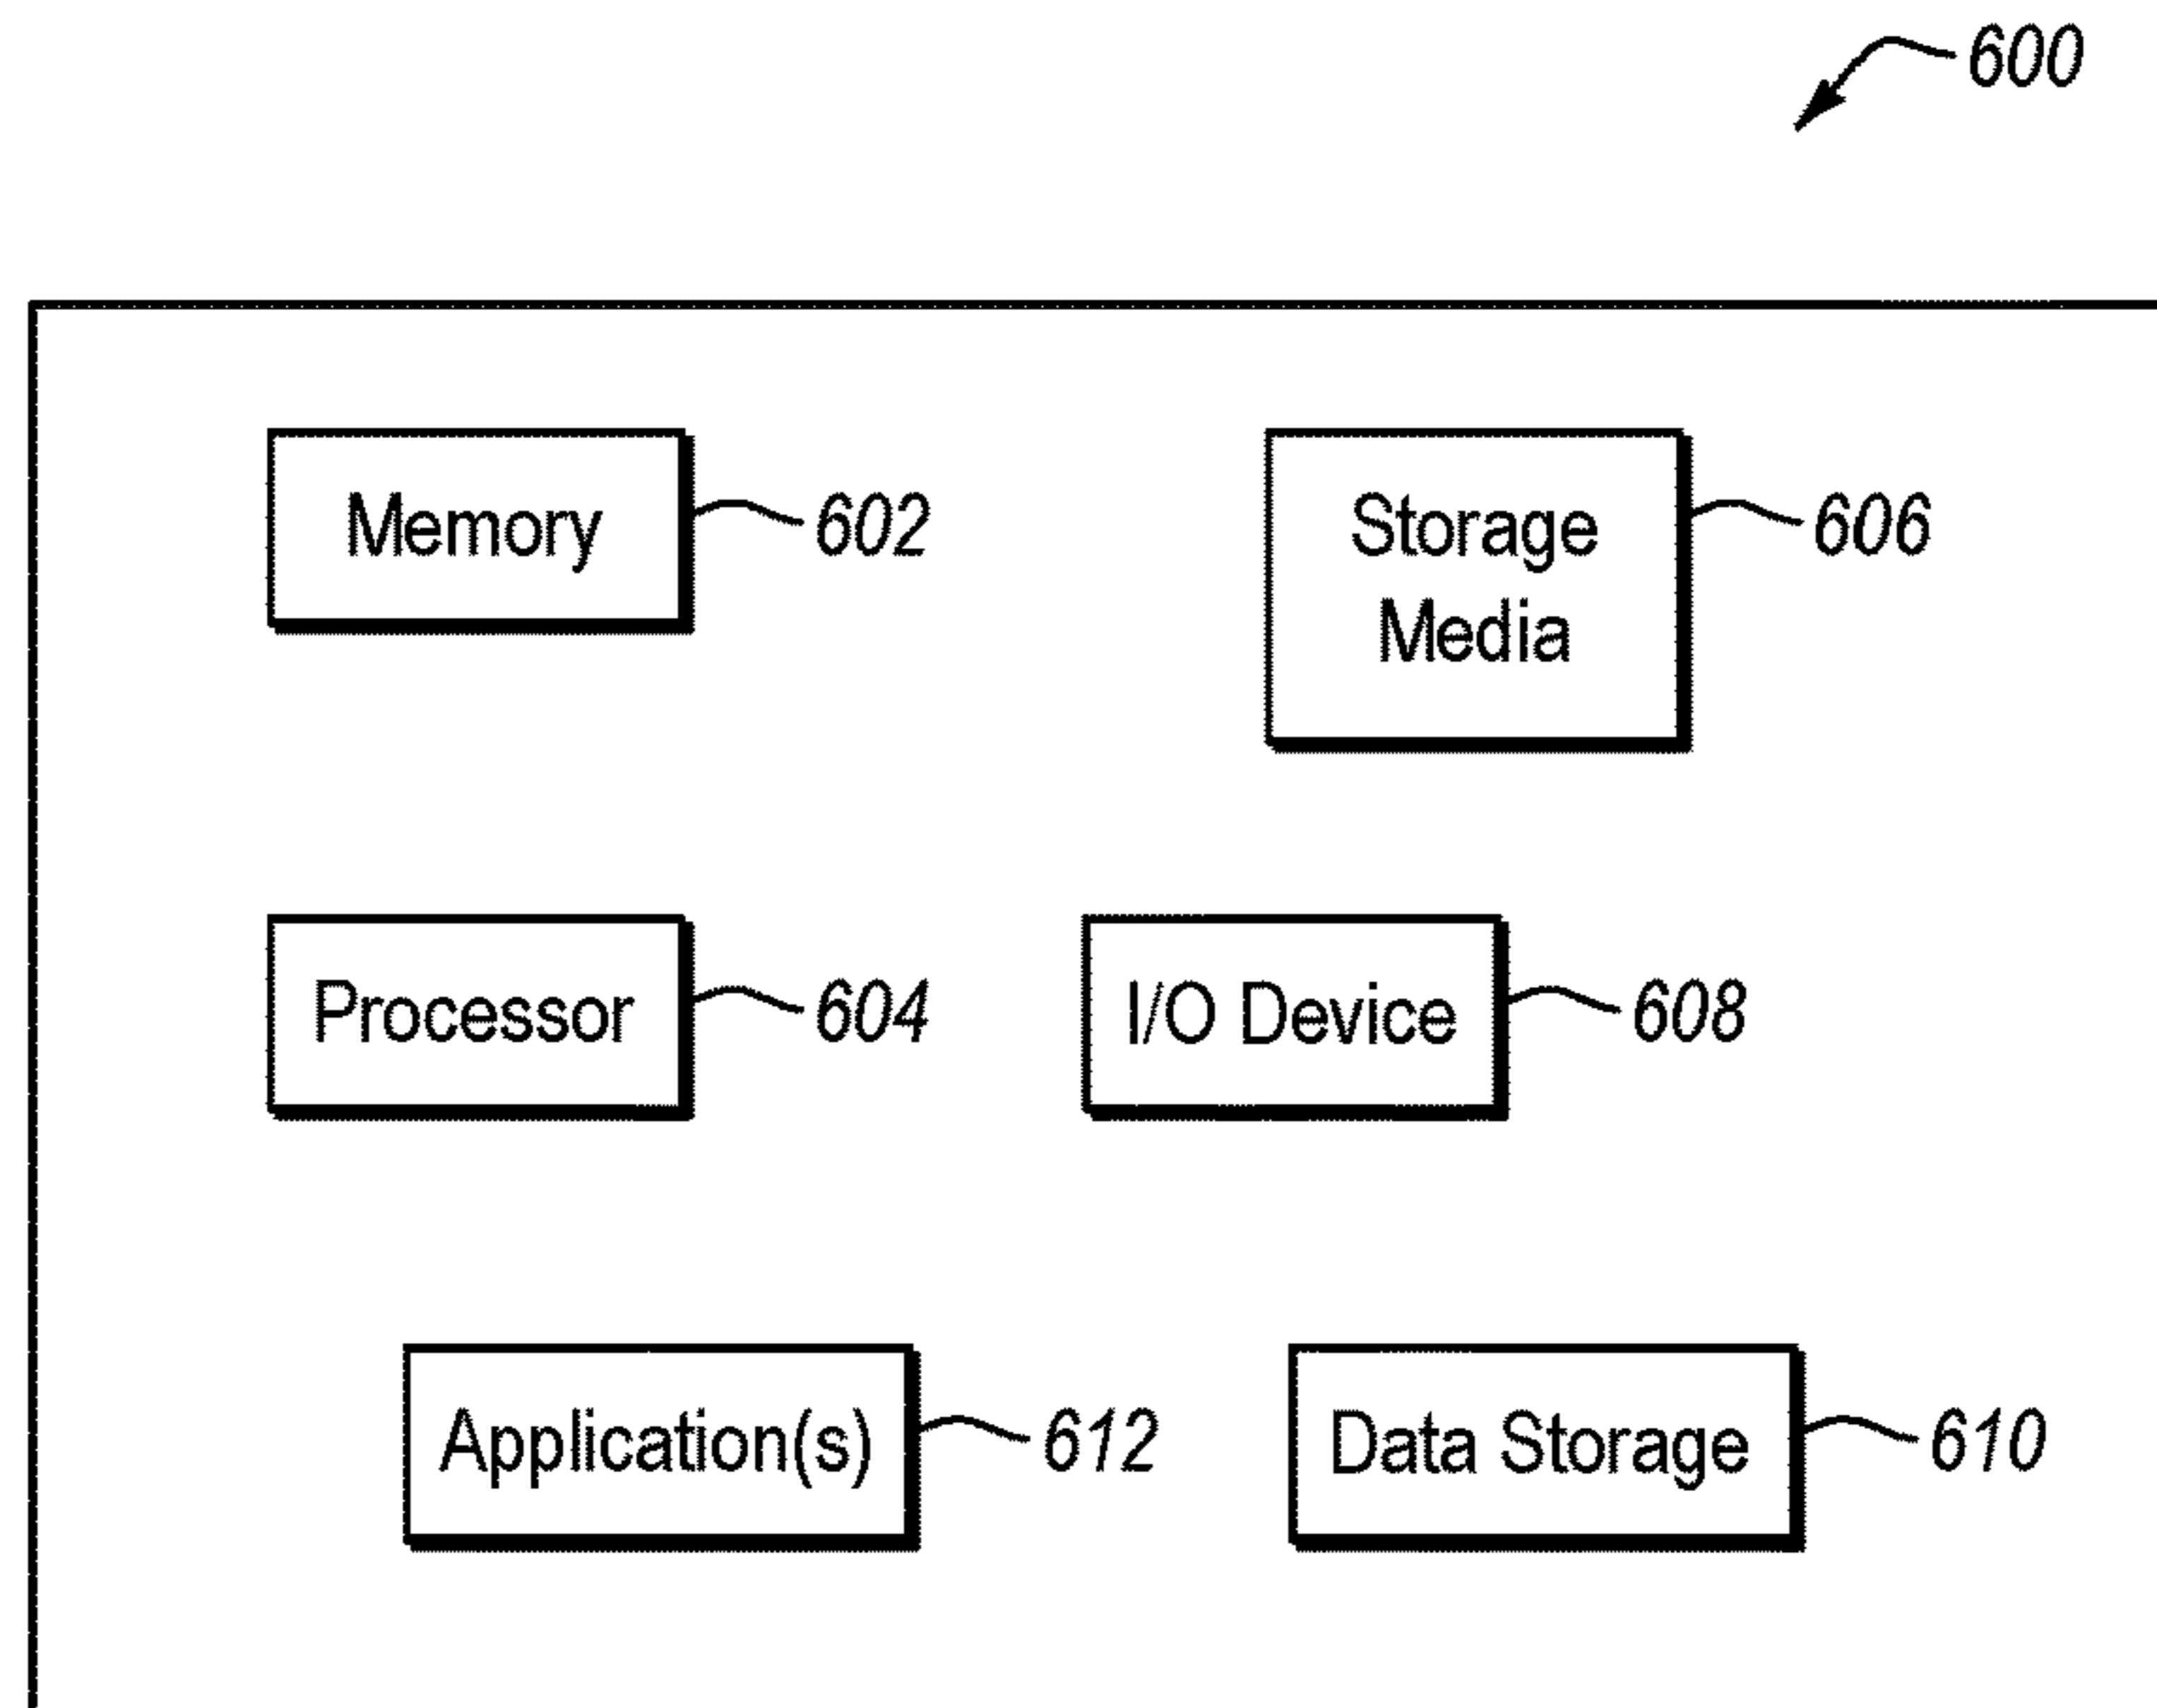 600
Memory
602
Storage
Media
606
Processor
604
I/O Device
608
Application(s)
612
Data Storage
610